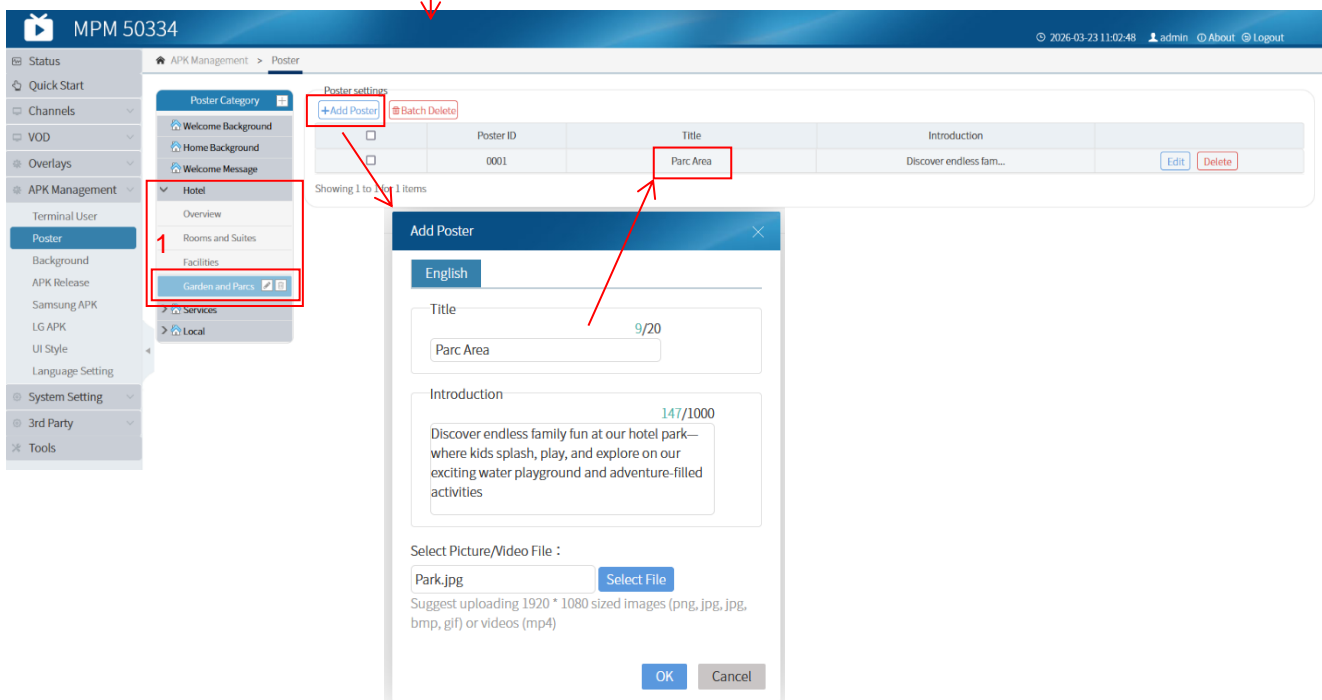 MPM 50334
2026-03-23 11:02:48 admin About Logout
Status
Quick Start
Channels
VOD
Overlays
APK Management
Terminal User
Poster
Background
APK Release
Samsung APK
LG APK
UI Style
Language Setting
System Setting
3rd Party
Tools
APK Management > Poster
Poster Category
Welcome Background
Home Background
Welcome Message
Hotel
Overview
1
Rooms and Suites
Facilities
Garden and Parcs
Services
Local
Poster settings
+Add Poster Batch Delete
Poster ID Title Introduction
0001 Parc Area Discover endless fam... Edit Delete
Showing 1 to 1 for 1 items
Add Poster
English
Title
9/20
Parc Area
Introduction
147/1000
Discover endless family fun at our hotel park—
where kids splash, play, and explore on our
exciting water playground and adventure-filled
activities
Select Picture/Video File：
Park.jpg Select File
Suggest uploading 1920 * 1080 sized images (png, jpg, jpg,
bmp, gif) or videos (mp4)
OK Cancel